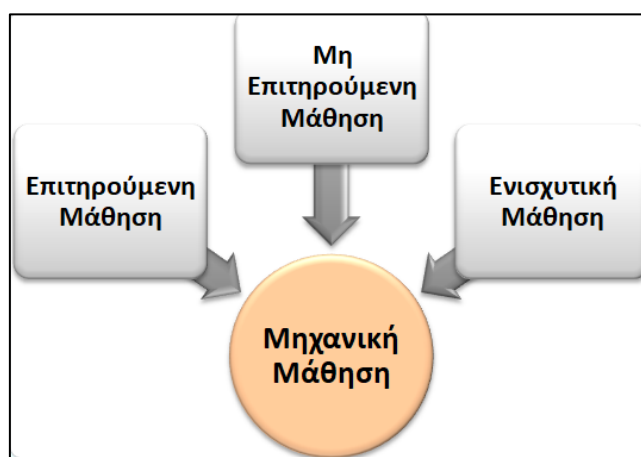 Μη
Επιτηρούμενη
Μάθηση
Επιτηρούμενη
Μάθηση
Ενισχυτική
Μάθηση
Μηχανική
Μάθηση